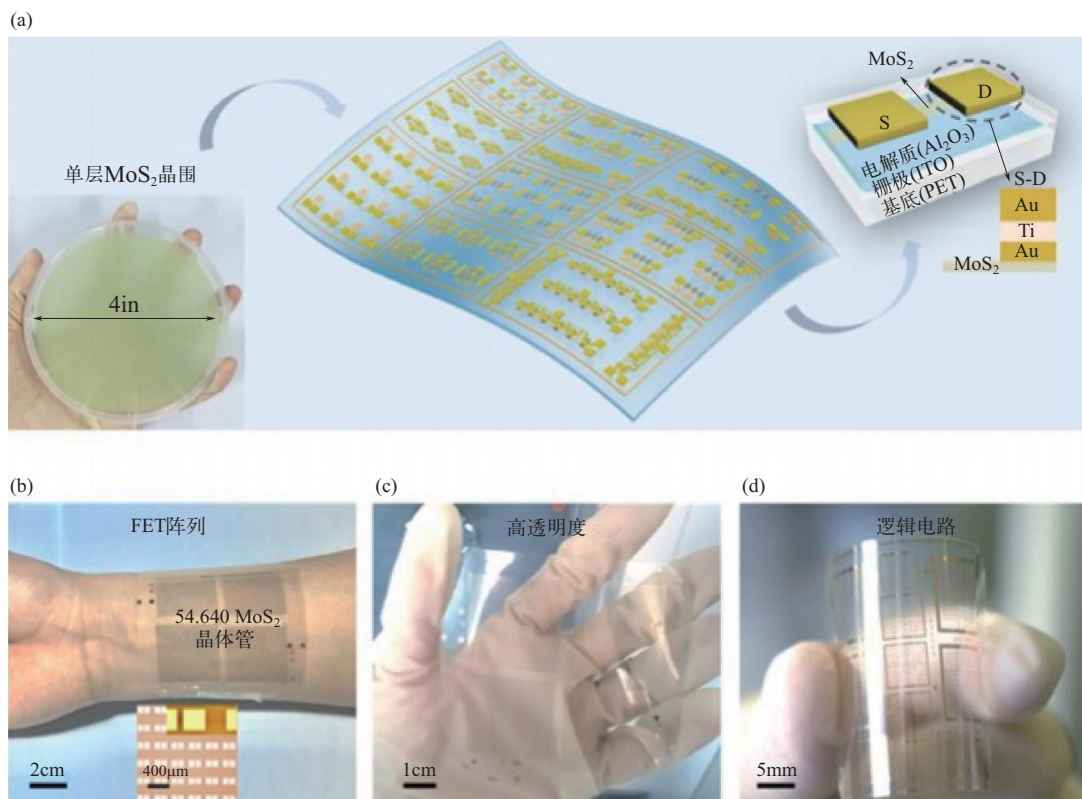 (a)
MoS₂
D
S
电解质(Al₂O₃)
栅极(ITO)
基底(PET)
S-D
Au
Ti
Au
MoS₂
单层MoS₂晶围
4in
(b)
FET阵列
54.640 MoS₂
晶体管
2cm
400μm
(c)
高透明度
1cm
(d)
逻辑电路
5mm